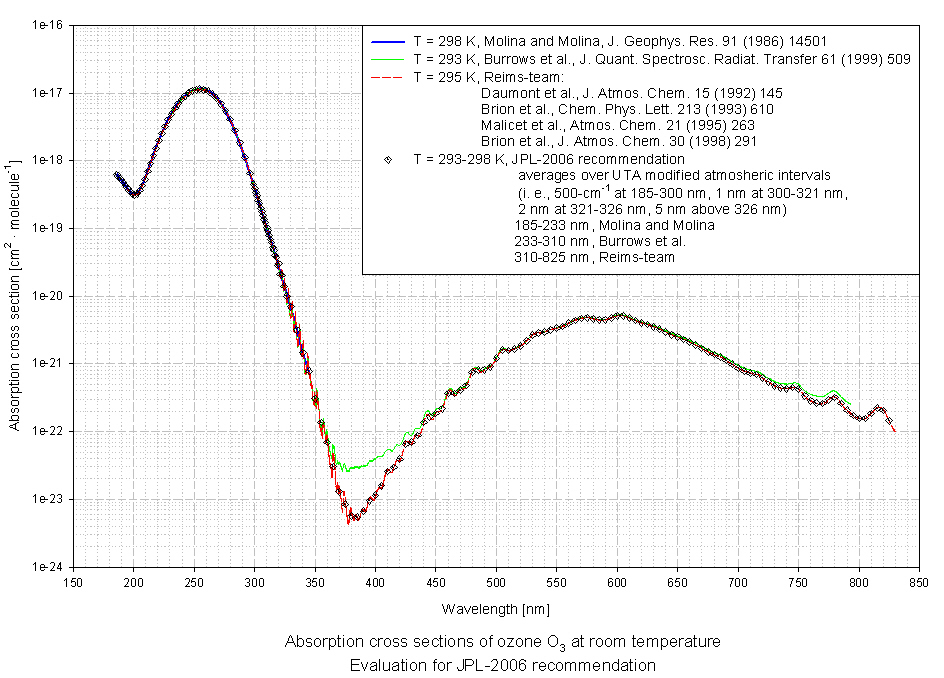 1e-16
1e-17
1e-18
1e-19
1e-20
1e-21
1e-22
1e-23
1e-24
Absorption cross section [cm² · molecule⁻¹]
T = 298 K, Molina and Molina, J. Geophys. Res. 91 (1986) 14501
T = 293 K, Burrows et al., J. Quant. Spectrosc. Radiat. Transfer 61 (1999) 509
T = 295 K, Reims-team:
Daumont et al., J. Atmos. Chem. 15 (1992) 145
Brion et al., Chem. Phys. Lett. 213 (1993) 610
Malicet et al., Atmos. Chem. 21 (1995) 263
Brion et al., J. Atmos. Chem. 30 (1998) 291
T = 293-298 K, JPL-2006 recommendation
averages over UTA modified atmosheric intervals
(i. e., 500-cm⁻¹ at 185-300 nm, 1 nm at 300-321 nm,
2 nm at 321-326 nm, 5 nm above 326 nm)
185-233 nm, Molina and Molina
233-310 nm, Burrows et al.
310-825 nm, Reims-team
150 200 250 300 350 400 450 500 550 600 650 700 750 800 850
Wavelength [nm]
Absorption cross sections of ozone O₃ at room temperature
Evaluation for JPL-2006 recommendation